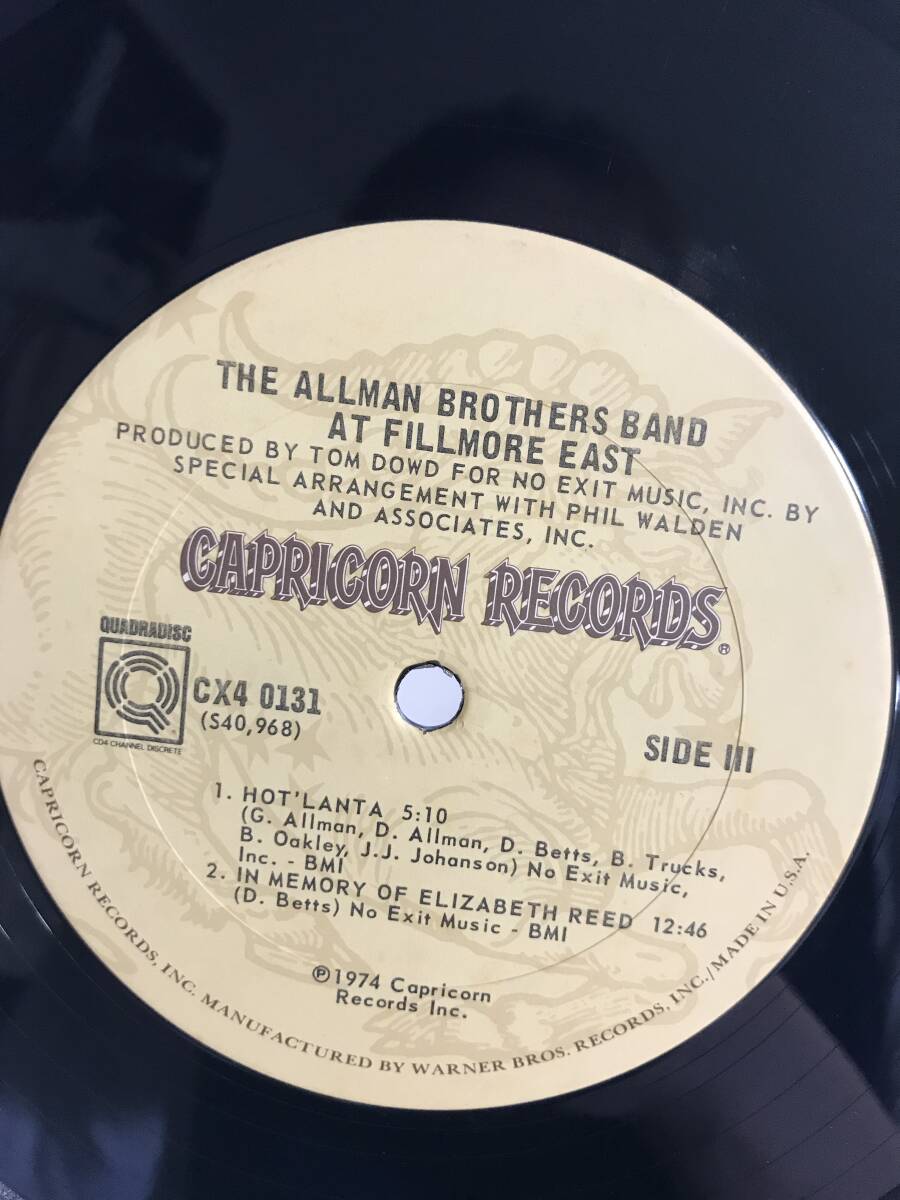 THE ALLMAN BROTHERS BAND
AT FILLMORE EAST
PRODUCED BY TOM DOWD FOR NO EXIT MUSIC, INC. BY
SPECIAL ARRANGEMENT WITH PHIL WALDEN
AND ASSOCIATES, INC.
CAPRICORN RECORDS®
QUADRADISC
CD4 CHANNEL DISCRETE
CX4 0131
(S40,968)
SIDE III
1. HOT'LANTA 5:10
(G. Allman, D. Allman, D. Betts, B. Trucks,
B. Oakley, J.J. Johanson) No Exit Music,
Inc. - BMI
2. IN MEMORY OF ELIZABETH REED 12:46
(D. Betts) No Exit Music - BMI
℗1974 Capricorn
Records Inc.
CAPRICORN RECORDS, INC. MANUFACTURED BY WARNER BROS. RECORDS, INC./MADE IN U.S.A.